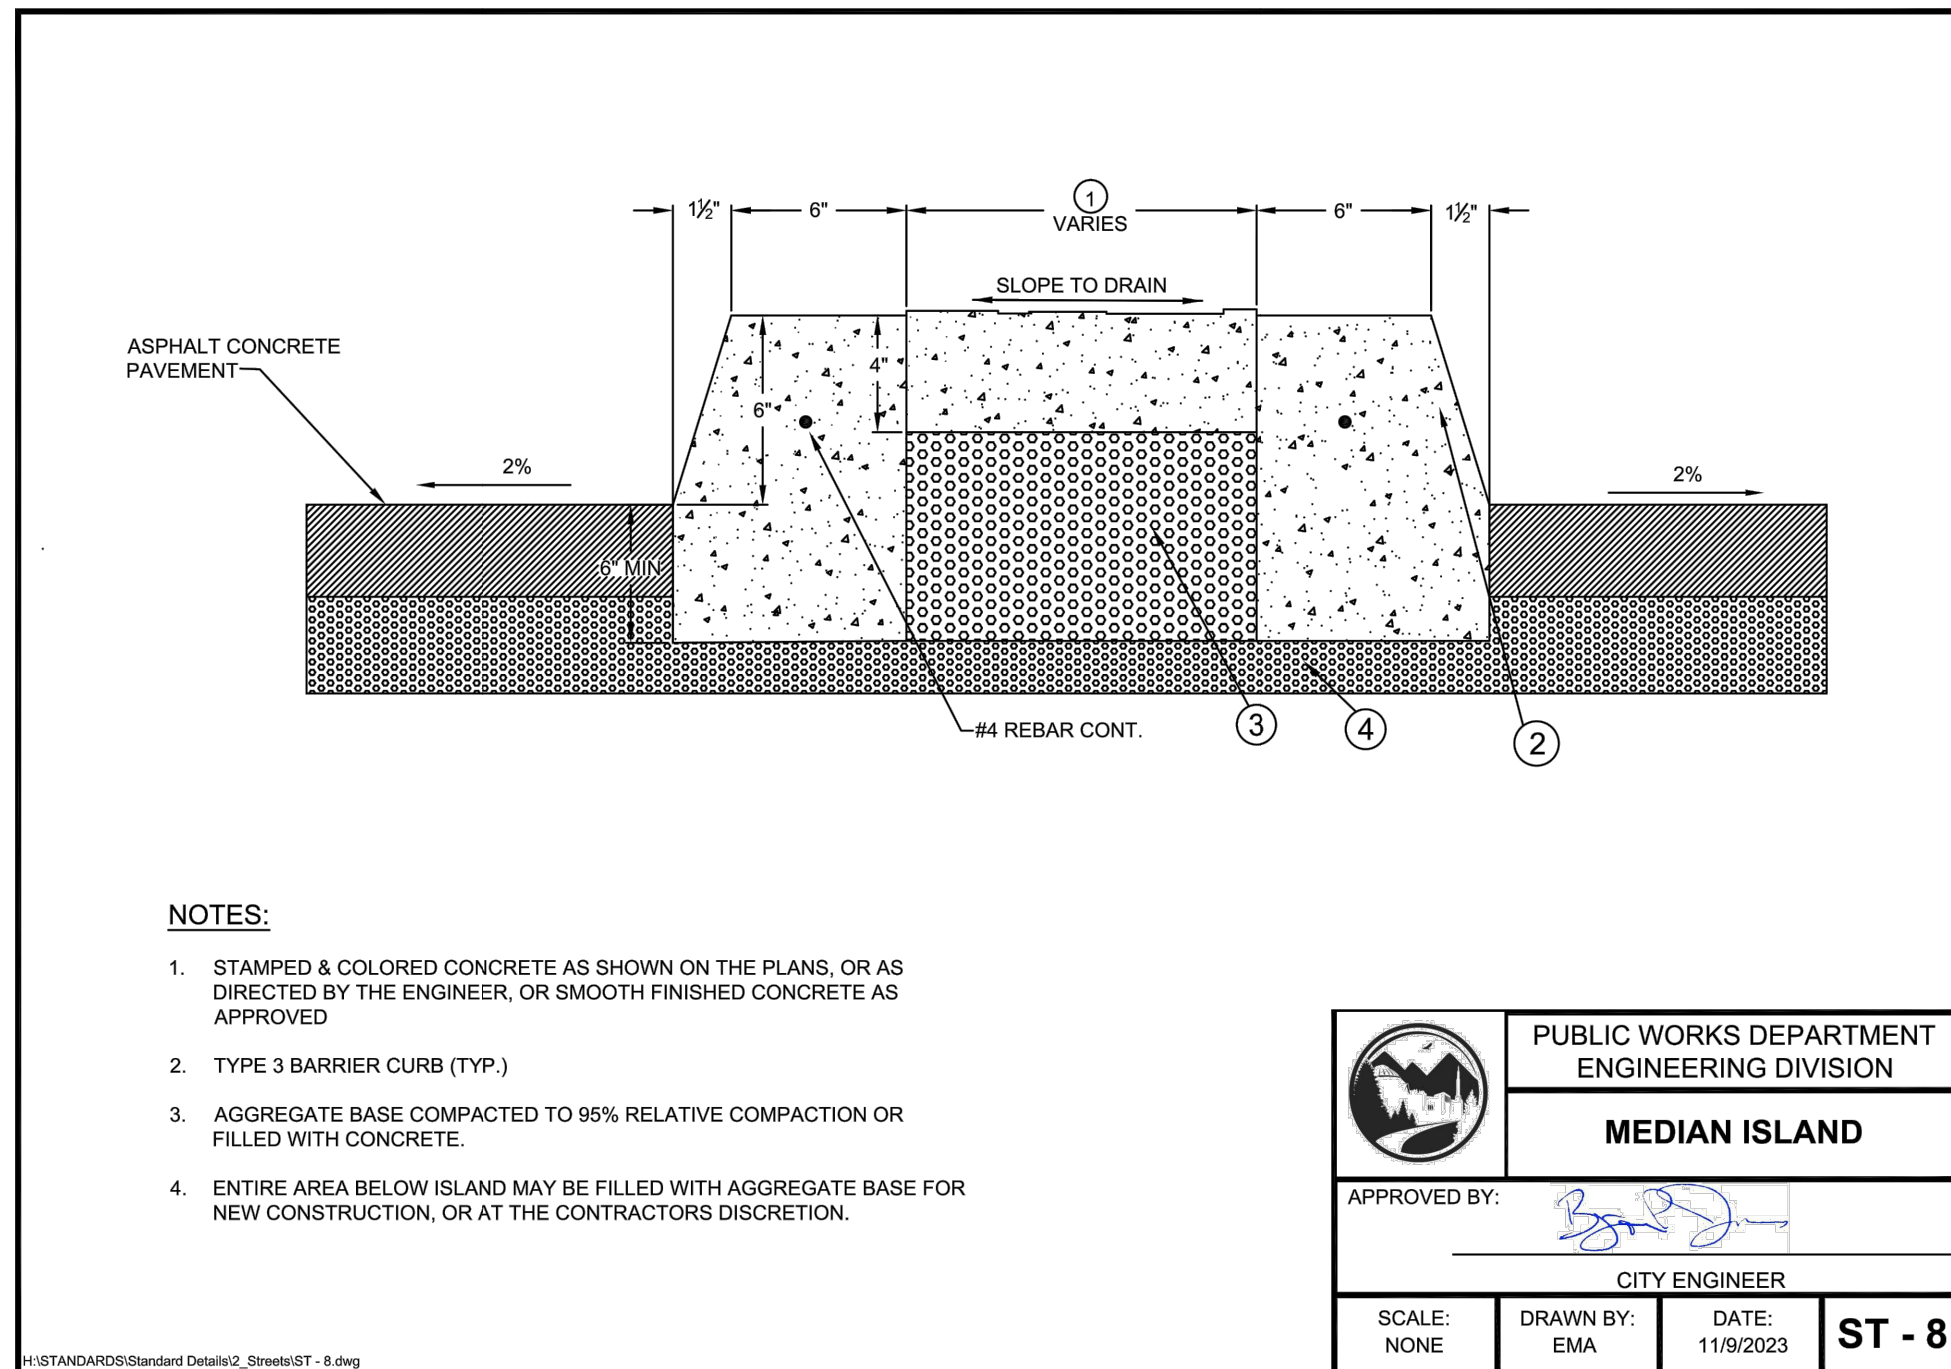 1½"
6"
1
VARIES
6"
1½"
SLOPE TO DRAIN
ASPHALT CONCRETE
PAVEMENT
4"
6"
2%
2%
6" MIN
#4 REBAR CONT.
3
4
2
NOTES:
1. STAMPED & COLORED CONCRETE AS SHOWN ON THE PLANS, OR AS
DIRECTED BY THE ENGINEER, OR SMOOTH FINISHED CONCRETE AS
APPROVED
2. TYPE 3 BARRIER CURB (TYP.)
3. AGGREGATE BASE COMPACTED TO 95% RELATIVE COMPACTION OR
FILLED WITH CONCRETE.
4. ENTIRE AREA BELOW ISLAND MAY BE FILLED WITH AGGREGATE BASE FOR
NEW CONSTRUCTION, OR AT THE CONTRACTORS DISCRETION.
PUBLIC WORKS DEPARTMENT
ENGINEERING DIVISION
MEDIAN ISLAND
APPROVED BY:
CITY ENGINEER
SCALE:
NONE
DRAWN BY:
EMA
DATE:
11/9/2023
ST - 8
H:\STANDARDS\Standard Details\2_Streets\ST - 8.dwg